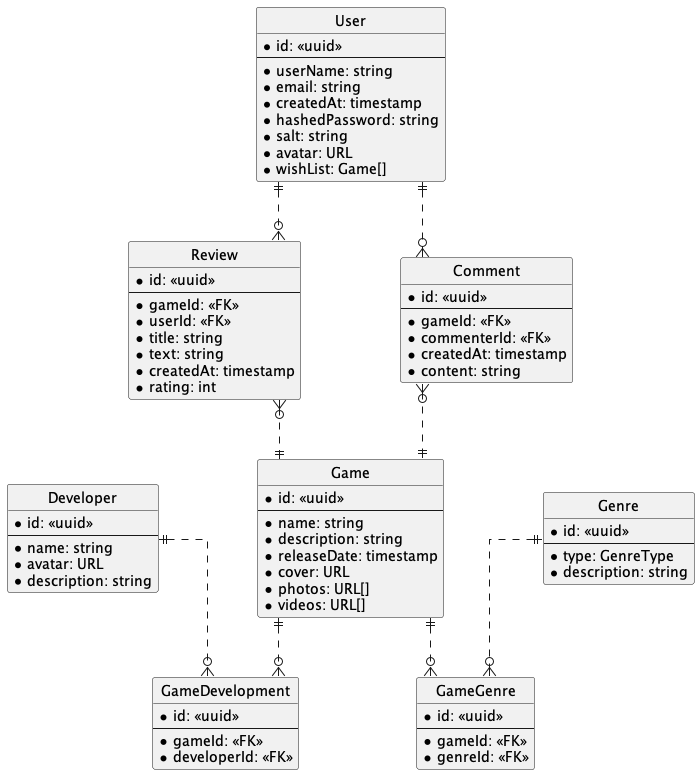 User
id: «uuid»
userName: string
email: string
createdAt: timestamp
hashedPassword: string
salt: string
avatar: URL
wishList: Game[]
Review
id: «uuid»
gameId: «FK»
userId: «FK»
title: string
text: string
createdAt: timestamp
rating: int
Comment
id: «uuid»
gameId: «FK»
commenterId: «FK»
createdAt: timestamp
content: string
Developer
id: «uuid»
name: string
avatar: URL
description: string
Game
id: «uuid»
name: string
description: string
releaseDate: timestamp
cover: URL
photos: URL[]
videos: URL[]
Genre
id: «uuid»
type: GenreType
description: string
GameDevelopment
id: «uuid»
gameId: «FK»
developerId: «FK»
GameGenre
id: «uuid»
gameId: «FK»
genreId: «FK»